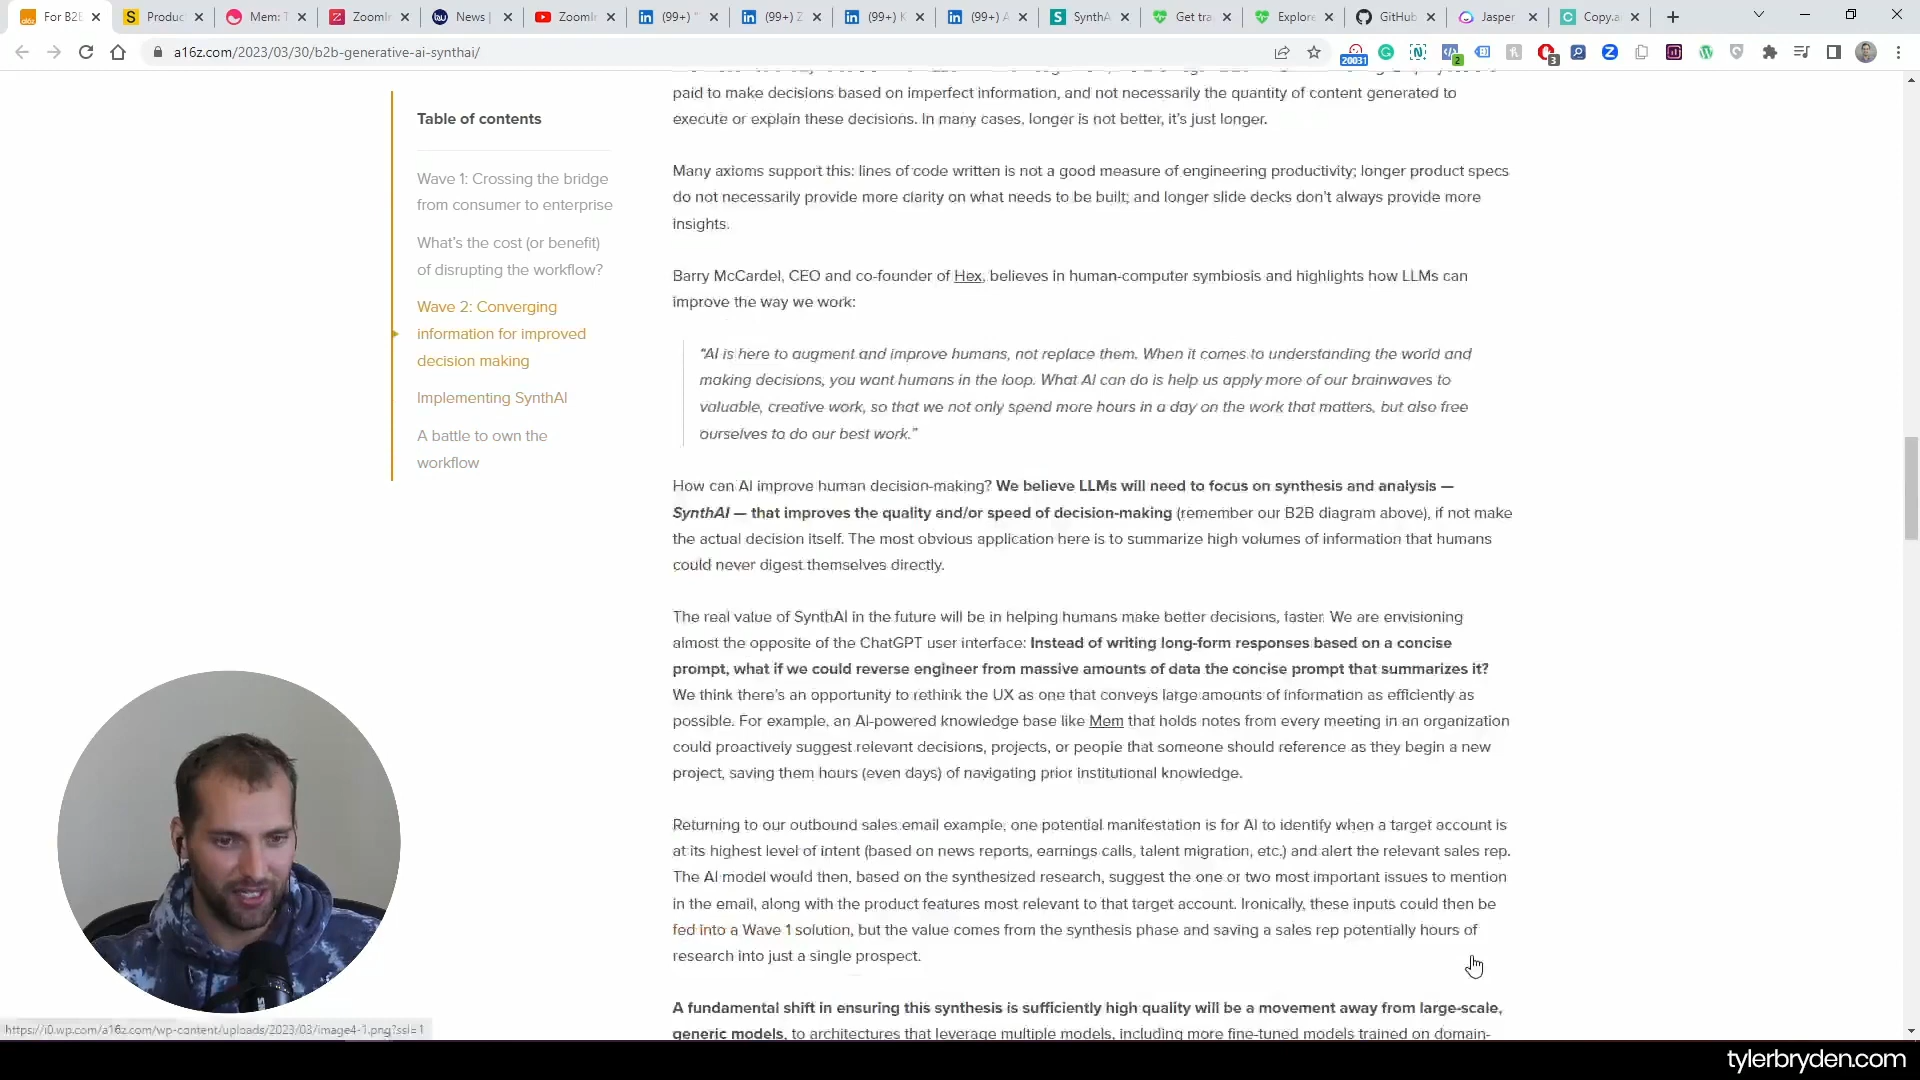 For B2B
Produc
Mem: T
ZoomIn
News |
ZoomIn
(99+) "
(99+) Z
(99+) K
(99+) A
SynthA
Get tra
Explore
GitHub
Jasper
Copy.a
a16z.com/2023/03/30/b2b-generative-ai-synthai/
20031
2
3
Table of contents
Wave 1: Crossing the bridge
from consumer to enterprise
What's the cost (or benefit)
of disrupting the workflow?
Wave 2: Converging
information for improved
decision making
Implementing SynthAI
A battle to own the
workflow
paid to make decisions based on imperfect information, and not necessarily the quantity of content generated to
execute or explain these decisions. In many cases, longer is not better, it's just longer.
Many axioms support this: lines of code written is not a good measure of engineering productivity; longer product specs
do not necessarily provide more clarity on what needs to be built; and longer slide decks don't always provide more
insights.
Barry McCardel, CEO and co-founder of Hex, believes in human-computer symbiosis and highlights how LLMs can
improve the way we work:
"AI is here to augment and improve humans, not replace them. When it comes to understanding the world and
making decisions, you want humans in the loop. What AI can do is help us apply more of our brainwaves to
valuable, creative work, so that we not only spend more hours in a day on the work that matters, but also free
ourselves to do our best work."
How can AI improve human decision-making? We believe LLMs will need to focus on synthesis and analysis —
SynthAI — that improves the quality and/or speed of decision-making (remember our B2B diagram above), if not make
the actual decision itself. The most obvious application here is to summarize high volumes of information that humans
could never digest themselves directly.
The real value of SynthAI in the future will be in helping humans make better decisions, faster. We are envisioning
almost the opposite of the ChatGPT user interface: Instead of writing long-form responses based on a concise
prompt, what if we could reverse engineer from massive amounts of data the concise prompt that summarizes it?
We think there's an opportunity to rethink the UX as one that conveys large amounts of information as efficiently as
possible. For example, an AI-powered knowledge base like Mem that holds notes from every meeting in an organization
could proactively suggest relevant decisions, projects, or people that someone should reference as they begin a new
project, saving them hours (even days) of navigating prior institutional knowledge.
Returning to our outbound sales email example, one potential manifestation is for AI to identify when a target account is
at its highest level of intent (based on news reports, earnings calls, talent migration, etc.) and alert the relevant sales rep.
The AI model would then, based on the synthesized research, suggest the one or two most important issues to mention
in the email, along with the product features most relevant to that target account. Ironically, these inputs could then be
fed into a Wave 1 solution, but the value comes from the synthesis phase and saving a sales rep potentially hours of
research into just a single prospect.
A fundamental shift in ensuring this synthesis is sufficiently high quality will be a movement away from large-scale,
generic models, to architectures that leverage multiple models, including more fine-tuned models trained on domain-
https://i0.wp.com/a16z.com/wp-content/uploads/2023/03/image4-1.png?ssl=1
tylerbryden.com